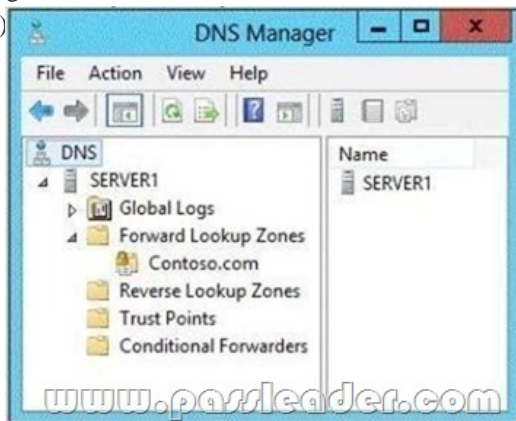 DNS Manager
File Action View Help
DNS
SERVER1
Global Logs
Forward Lookup Zones
Contoso.com
Reverse Lookup Zones
Trust Points
Conditional Forwarders
Name
SERVER1
www.passleader.com